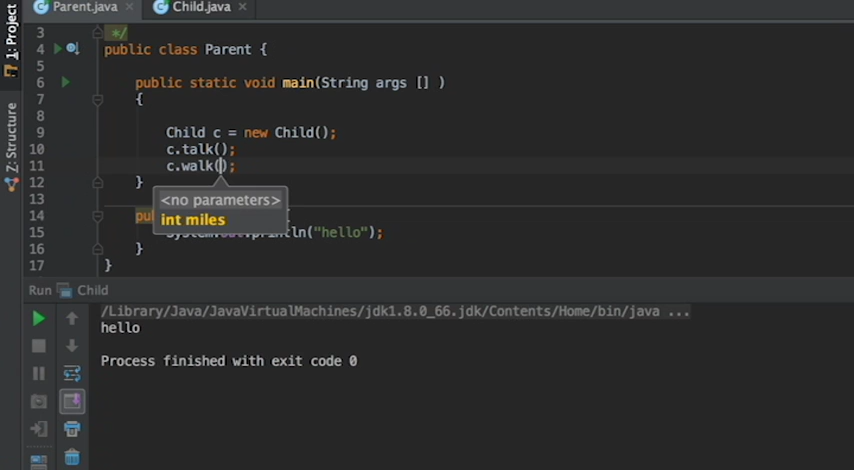 Parent.java
Child.java
1: Project
Z: Structure
3 */
4 public class Parent {
5
6 public static void main(String args [] )
7 {
8
9 Child c = new Child();
10 c.talk();
11 c.walk();
12 }
<no parameters>
int miles
13
14 pu {
15 System.out.println("hello");
16 }
17 }
Run Child
/Library/Java/JavaVirtualMachines/jdk1.8.0_66.jdk/Contents/Home/bin/java ...
hello
Process finished with exit code 0